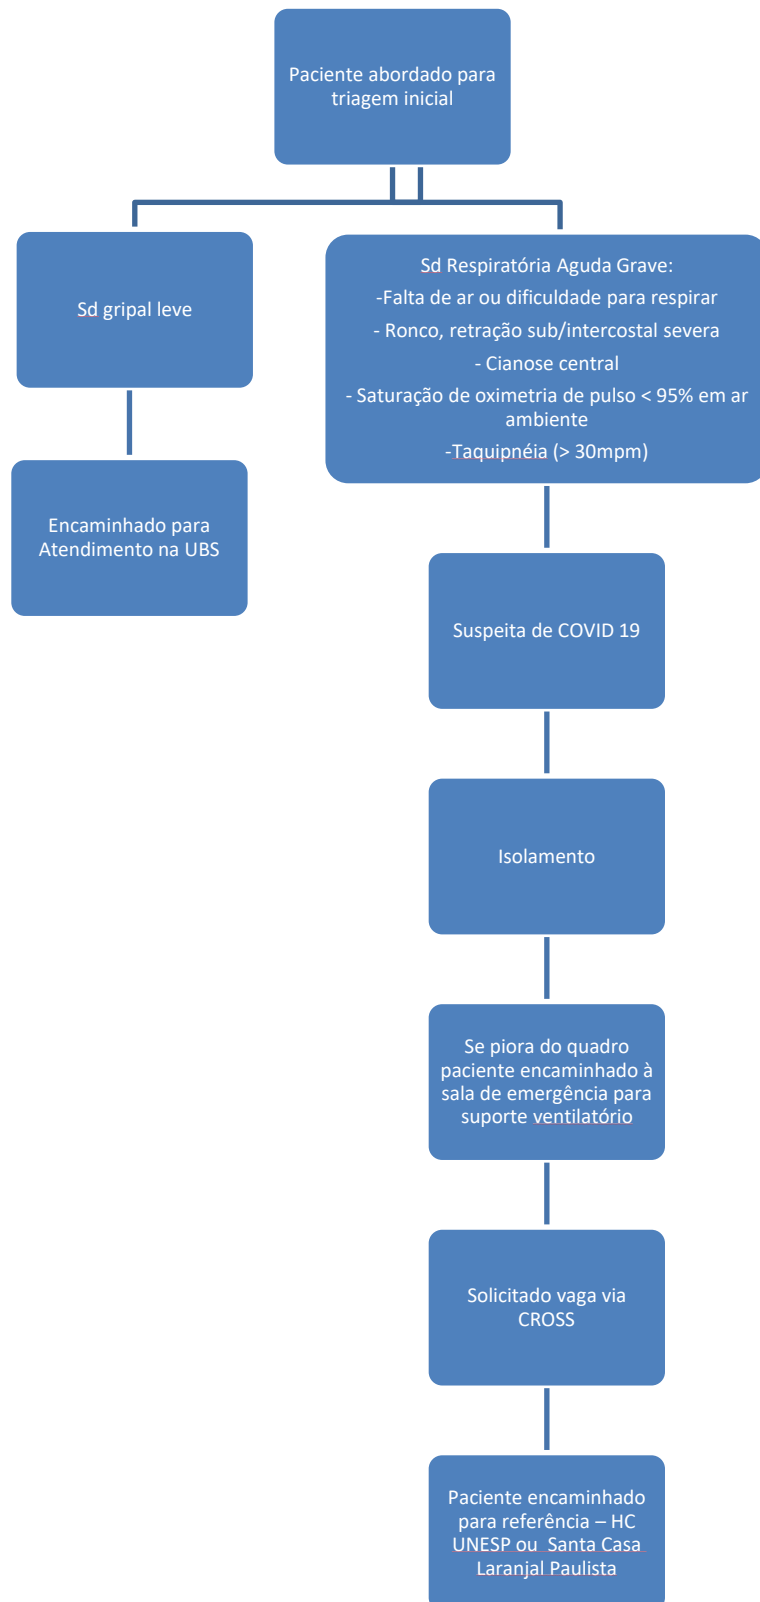 Paciente abordado para
triagem inicial
Sd gripal leve
Sd Respiratória Aguda Grave:
-Falta de ar ou dificuldade para respirar
- Ronco, retração sub/intercostal severa
- Cianose central
- Saturação de oximetria de pulso < 95% em ar
ambiente
-Taquipnéia (> 30mpm)
Encaminhado para
Atendimento na UBS
Suspeita de COVID 19
Isolamento
Se piora do quadro
paciente encaminhado à
sala de emergência para
suporte ventilatório
Solicitado vaga via
CROSS
Paciente encaminhado
para referência – HC
UNESP ou Santa Casa
Laranjal Paulista